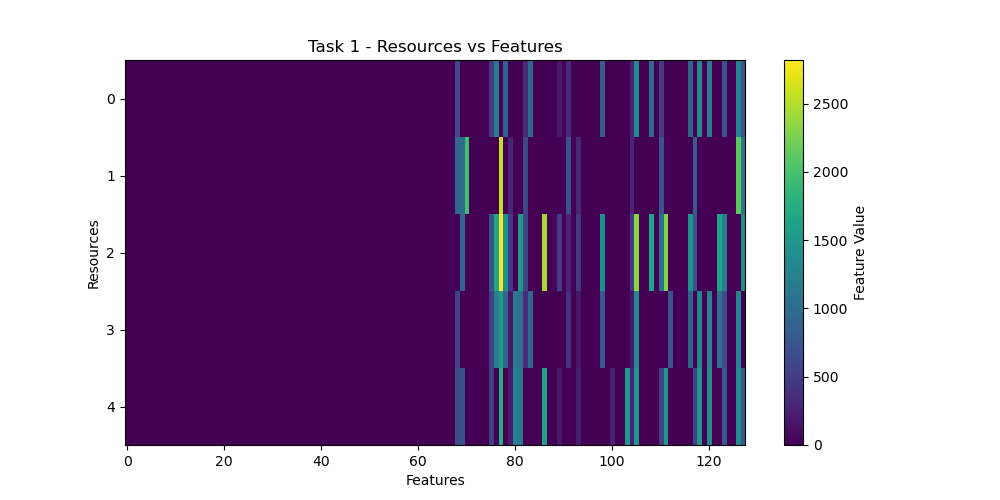 Task 1 - Resources vs Features
Resources
0
1
2
3
4
0 20 40 60 80 100 120
Features
2500
2000
1500
1000
500
0
Feature Value